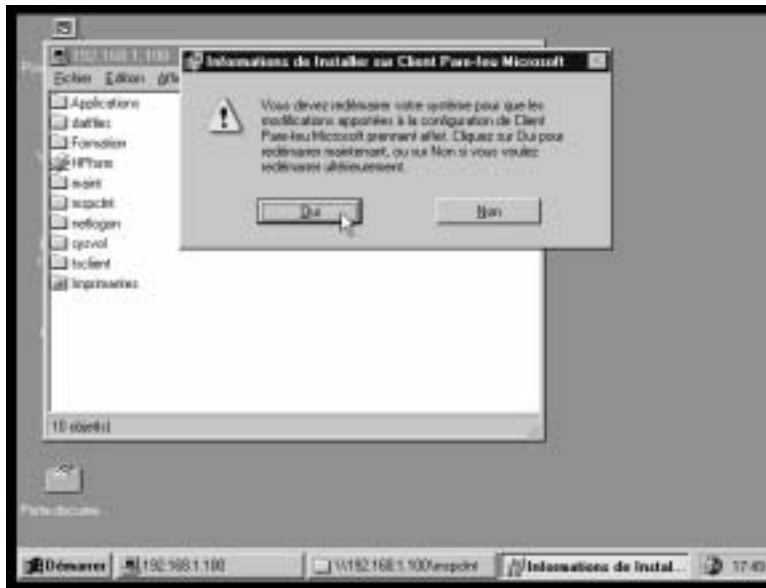 192.168.1.100
Informations de Installer sur Client Pare-feu Microsoft
Fichier Edition Affic
Vous devez redémarrer votre système pour que les
modifications apportées à la configuration de Client
Pare-feu Microsoft prennent effet. Cliquez sur Oui pour
redémarrer maintenant, ou sur Non si vous voulez
redémarrer ultérieurement.
Oui
Non
Applications
datfiles
Formation
maint
mspclnt
netlogon
sysvol
tsclient
Imprimantes
10 objet(s)
Démarrer
192.168.1.100
\\192.168.1.100\mspclnt
Informations de Instal...